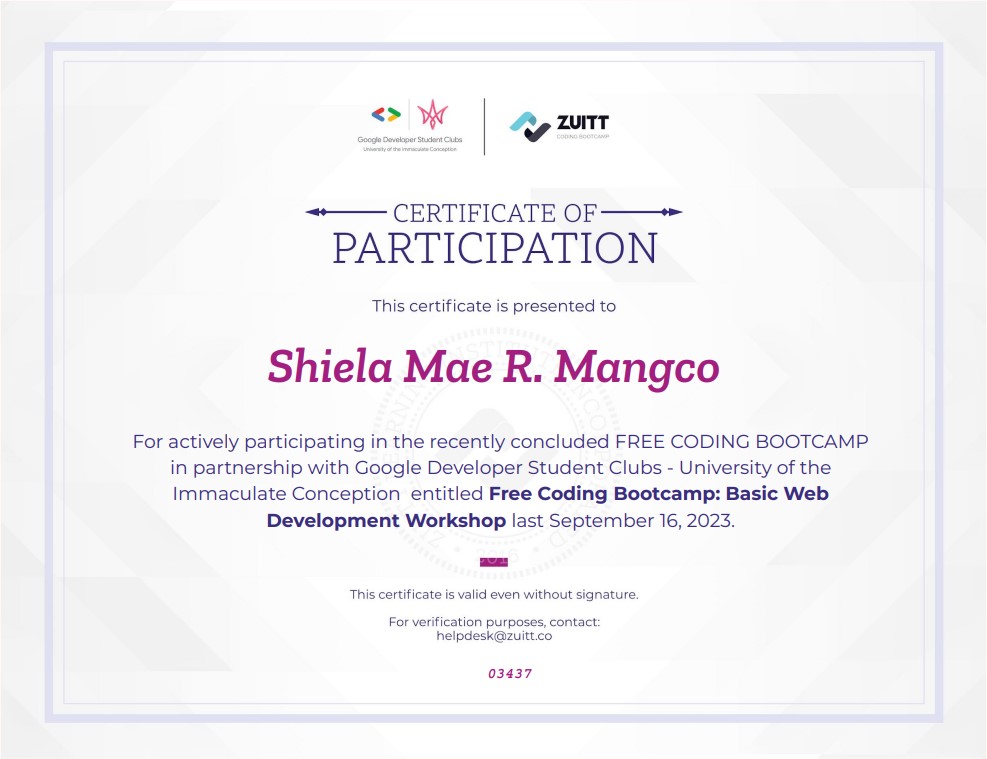 Google Developer Student Clubs
University of the Immaculate Conception
ZUITT
CODING BOOTCAMP
CERTIFICATE OF
PARTICIPATION
This certificate is presented to
Shiela Mae R. Mangco
For actively participating in the recently concluded FREE CODING BOOTCAMP
in partnership with Google Developer Student Clubs - University of the
Immaculate Conception entitled Free Coding Bootcamp: Basic Web
Development Workshop last September 16, 2023.
This certificate is valid even without signature.
For verification purposes, contact:
helpdesk@zuitt.co
03437